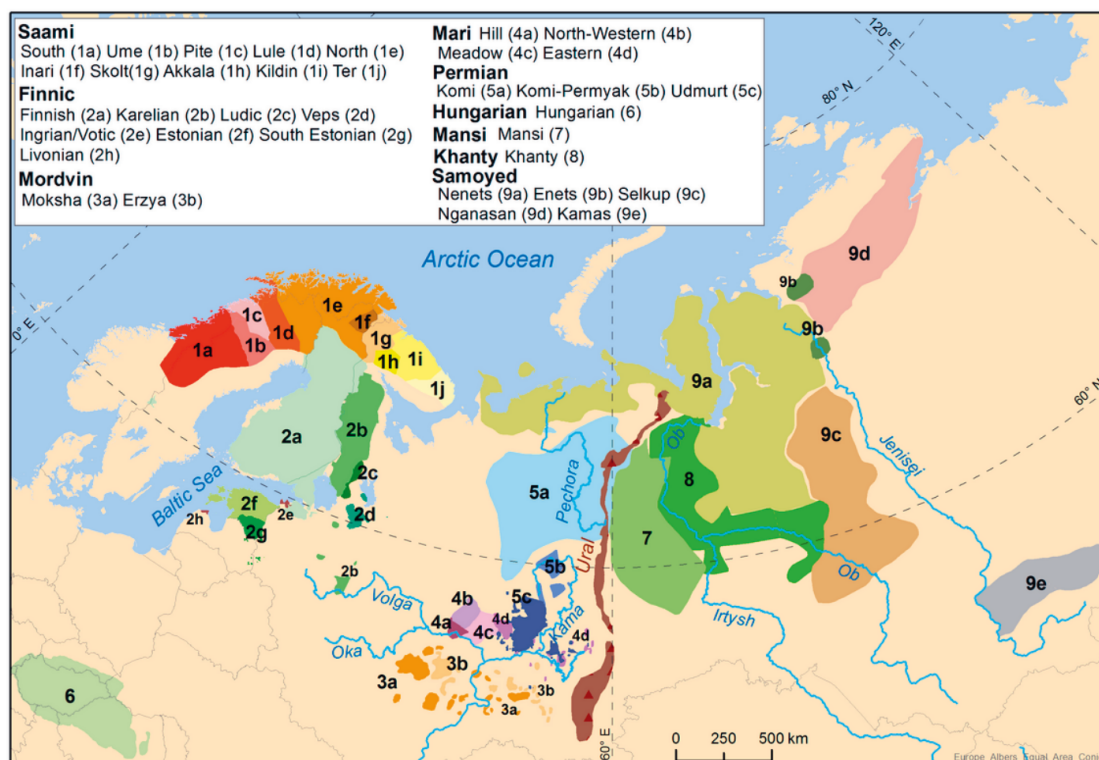 Saami
South (1a) Ume (1b) Pite (1c) Lule (1d) North (1e)
Inari (1f) Skolt(1g) Akkala (1h) Kildin (1i) Ter (1j)
Finnic
Finnish (2a) Karelian (2b) Ludic (2c) Veps (2d)
Ingrian/Votic (2e) Estonian (2f) South Estonian (2g)
Livonian (2h)
Mordvin
Moksha (3a) Erzya (3b)
Mari Hill (4a) North-Western (4b)
Meadow (4c) Eastern (4d)
Permian
Komi (5a) Komi-Permyak (5b) Udmurt (5c)
Hungarian Hungarian (6)
Mansi Mansi (7)
Khanty Khanty (8)
Samoyed
Nenets (9a) Enets (9b) Selkup (9c)
Nganasan (9d) Kamas (9e)
120° E
80° N
Arctic Ocean
9d
9b
1e
1c
1f
0° E
1d
1g
9b
1b
1a
1h
1i
1j
9a
60° N
2a
2b
9c
Ob
Jenisei
Baltic Sea
2c
8
5a
Pechora
2f
2e
2d
2h
2g
7
Ural
5b
2b
Ob
9e
Volga
4b
5c
4a
4c
4d
Kama
Irtysh
4d
Oka
3b
3a
3b
3a
6
60° E
0 250 500 km
Europe Albers Equal Area Coni